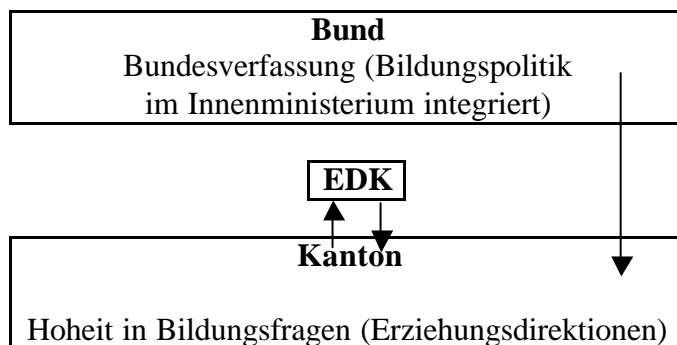 Bund
Bundesverfassung (Bildungspolitik
im Innenministerium integriert)
EDK
Kanton
Hoheit in Bildungsfragen (Erziehungsdirektionen)